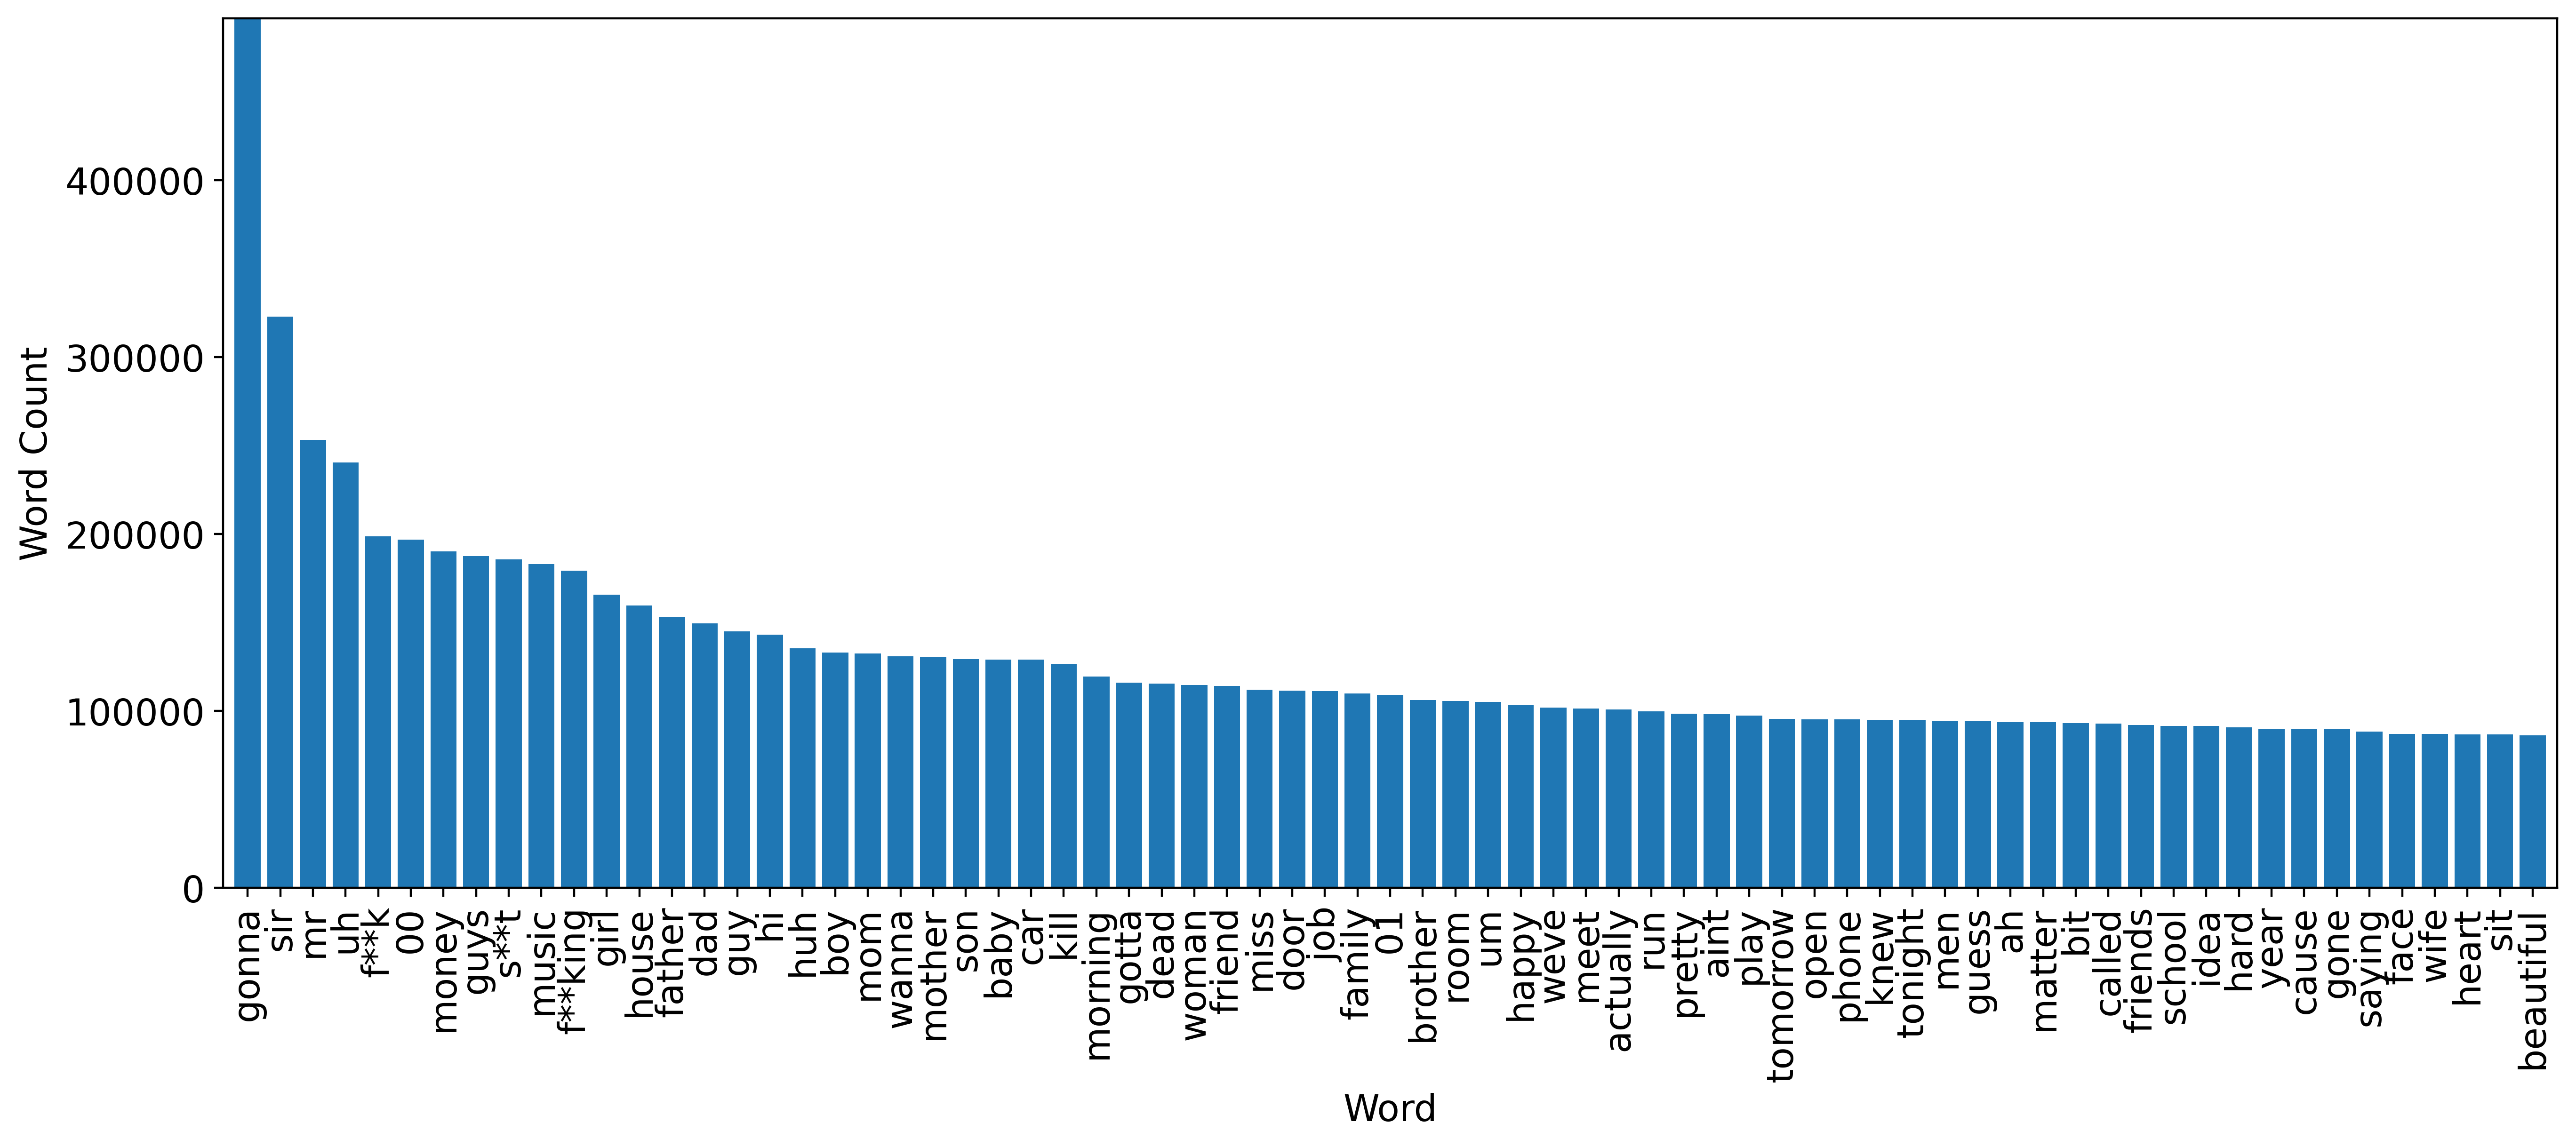 400000
300000
200000
100000
0
Word Count
gonna
sir
mr
uh
f**k
00
money
guys
s**t
music
f**king
girl
house
father
dad
guy
hi
huh
boy
mom
wanna
mother
son
baby
car
kill
morning
gotta
dead
woman
friend
miss
door
job
family
01
brother
room
um
happy
weve
meet
actually
run
pretty
aint
play
tomorrow
open
phone
knew
tonight
men
guess
ah
matter
bit
called
friends
school
idea
hard
year
cause
gone
saying
face
wife
heart
sit
beautiful
Word